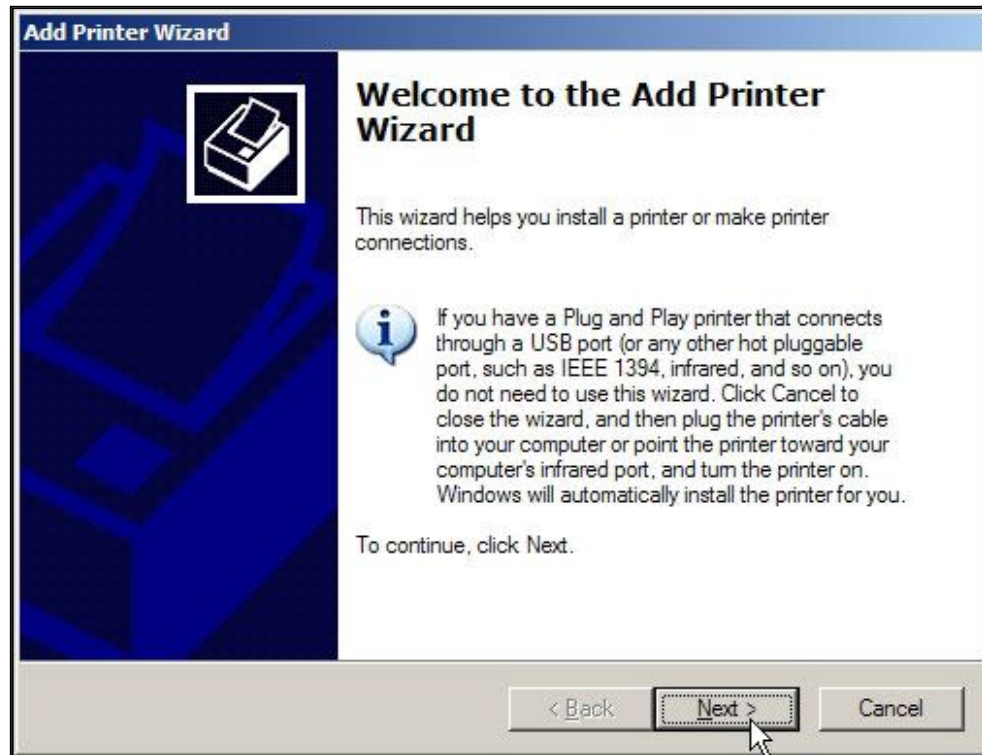 Add Printer Wizard
Welcome to the Add Printer
Wizard
This wizard helps you install a printer or make printer
connections.
If you have a Plug and Play printer that connects
through a USB port (or any other hot pluggable
port, such as IEEE 1394, infrared, and so on), you
do not need to use this wizard. Click Cancel to
close the wizard, and then plug the printer's cable
into your computer or point the printer toward your
computer's infrared port, and turn the printer on.
Windows will automatically install the printer for you.
To continue, click Next.
< Back Next > Cancel